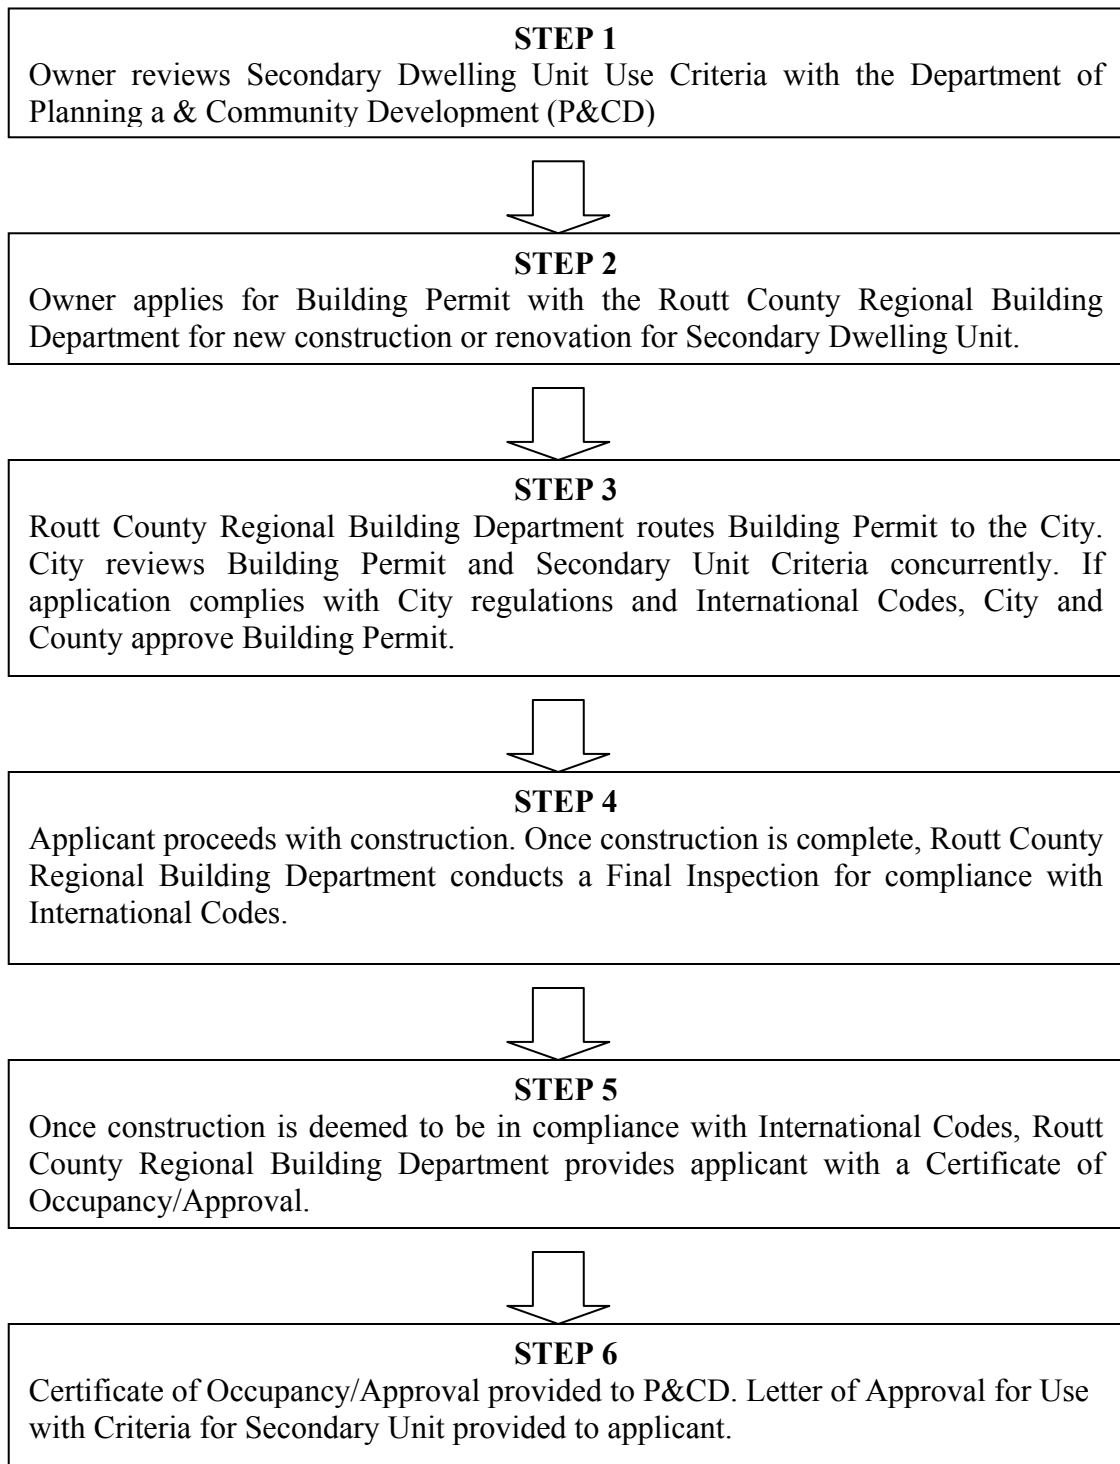 STEP 1
Owner reviews Secondary Dwelling Unit Use Criteria with the Department of
Planning a & Community Development (P&CD)
STEP 2
Owner applies for Building Permit with the Routt County Regional Building
Department for new construction or renovation for Secondary Dwelling Unit.
STEP 3
Routt County Regional Building Department routes Building Permit to the City.
City reviews Building Permit and Secondary Unit Criteria concurrently. If
application complies with City regulations and International Codes, City and
County approve Building Permit.
STEP 4
Applicant proceeds with construction. Once construction is complete, Routt County
Regional Building Department conducts a Final Inspection for compliance with
International Codes.
STEP 5
Once construction is deemed to be in compliance with International Codes, Routt
County Regional Building Department provides applicant with a Certificate of
Occupancy/Approval.
STEP 6
Certificate of Occupancy/Approval provided to P&CD. Letter of Approval for Use
with Criteria for Secondary Unit provided to applicant.